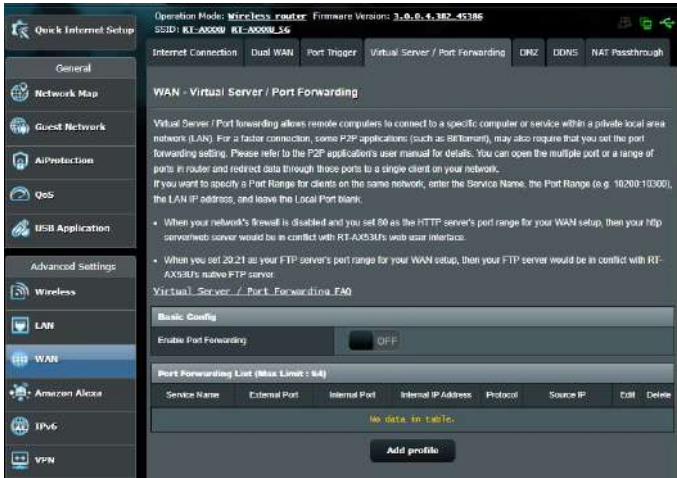 Quick Internet Setup
General
Network Map
Guest Network
AiProtection
QoS
USB Application
Advanced Settings
Wireless
LAN
WAN
Amazon Alexa
IPv6
VPN
Operation Mode: Wireless router Firmware Version: 3.0.0.4.382_45386
SSID: RT-AXXXU RT-AXXXU_5G
Internet Connection Dual WAN Port Trigger Virtual Server / Port Forwarding DMZ DDNS NAT Passthrough
WAN - Virtual Server / Port Forwarding
Virtual Server / Port forwarding allows remote computers to connect to a specific computer or service within a private local area
network (LAN). For a faster connection, some P2P applications (such as BitTorrent), may also require that you set the port
forwarding setting. Please refer to the P2P application's user manual for details. You can open the multiple port or a range of
ports in router and redirect data through those ports to a single client on your network.
If you want to specify a Port Range for clients on the same network, enter the Service Name, the Port Range (e.g. 10200:10300),
the LAN IP address, and leave the Local Port blank.
• When your network's firewall is disabled and you set 80 as the HTTP server's port range for your WAN setup, then your http
server/web server would be in conflict with RT-AX53U's web user interface.
• When you set 20:21 as your FTP server's port range for your WAN setup, then your FTP server would be in conflict with RT-
AX53U's native FTP server.
Virtual Server / Port Forwarding FAQ
Basic Config
Enable Port Forwarding OFF
Port Forwarding List (Max Limit : 64)
Service Name External Port Internal Port Internal IP Address Protocol Source IP Edit Delete
No data in table.
Add profile